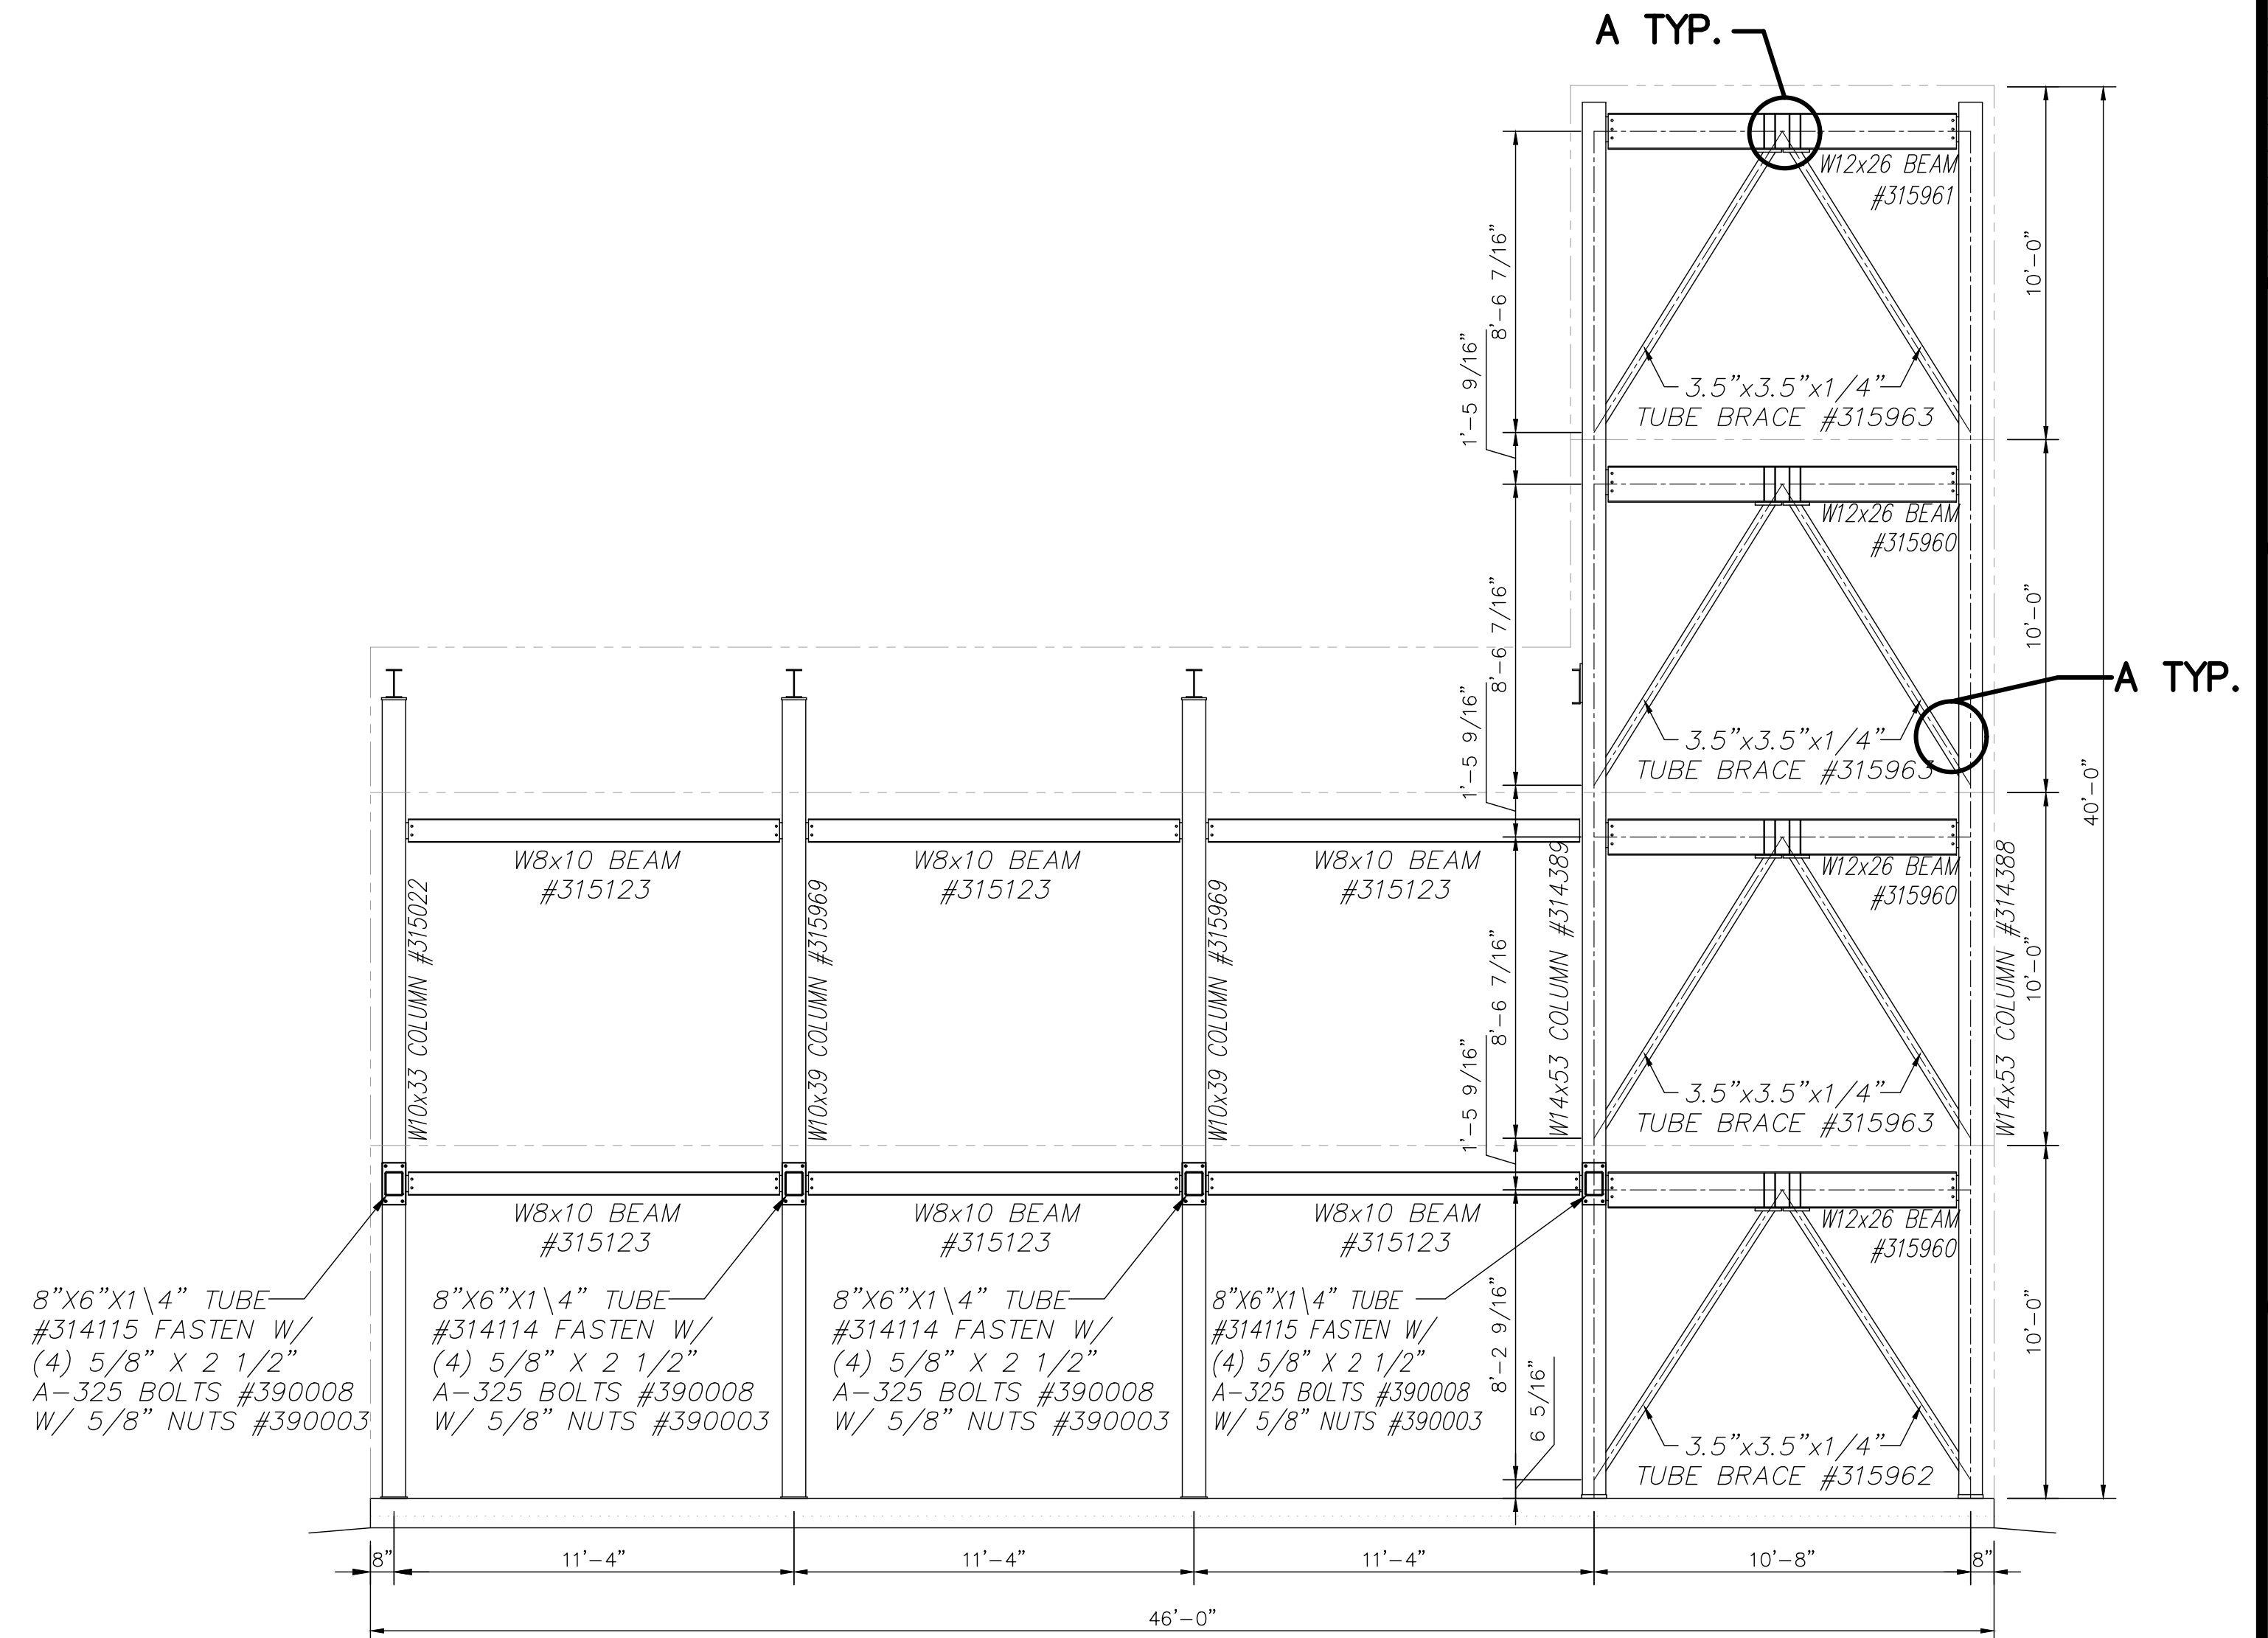 A TYP.
W12x26 BEAM
#315961
8'-6 7/16"
10'-0"
1'-5 9/16"
3.5"x3.5"x1/4"
TUBE BRACE #315963
W12x26 BEAM
#315960
8'-6 7/16"
10'-0"
A TYP.
1'-5 9/16"
3.5"x3.5"x1/4"
TUBE BRACE #315963
40'-0"
W8x10 BEAM
#315123
W8x10 BEAM
#315123
W8x10 BEAM
#315123
W12x26 BEAM
#315960
W10x33 COLUMN #315022
W10x39 COLUMN #315969
W10x39 COLUMN #315969
W14x53 COLUMN #314389
W14x53 COLUMN #314388
8'-6 7/16"
10'-0"
1'-5 9/16"
3.5"x3.5"x1/4"
TUBE BRACE #315963
W8x10 BEAM
#315123
W8x10 BEAM
#315123
W8x10 BEAM
#315123
W12x26 BEAM
#315960
8"X6"X1\4" TUBE
#314115 FASTEN W/
(4) 5/8" X 2 1/2"
A-325 BOLTS #390008
W/ 5/8" NUTS #390003
8"X6"X1\4" TUBE
#314114 FASTEN W/
(4) 5/8" X 2 1/2"
A-325 BOLTS #390008
W/ 5/8" NUTS #390003
8"X6"X1\4" TUBE
#314114 FASTEN W/
(4) 5/8" X 2 1/2"
A-325 BOLTS #390008
W/ 5/8" NUTS #390003
8"X6"X1\4" TUBE
#314115 FASTEN W/
(4) 5/8" X 2 1/2"
A-325 BOLTS #390008
W/ 5/8" NUTS #390003
8'-2 9/16"
6 5/16"
10'-0"
3.5"x3.5"x1/4"
TUBE BRACE #315962
8"
11'-4"
11'-4"
11'-4"
10'-8"
8"
46'-0"